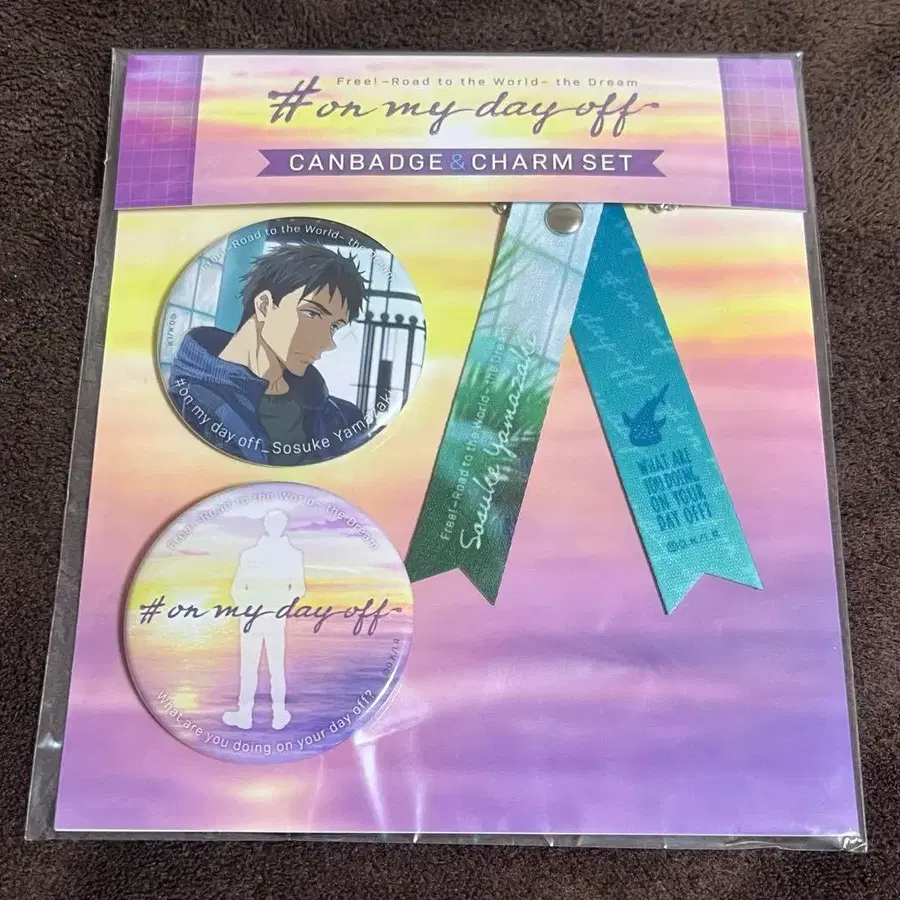 Free! –Road to the World– the Dream
#on my day off
CANBADGE & CHARM SET
Free! –Road to the World– the Dream
#on my day off_Sosuke Yamazaki
Free! –Road to the World– the Dream
Sosuke Yamazaki
WHAT ARE
YOU DOING
ON YOUR
DAY OFF?
©O.K/I.R
Free! –Road to the World– the Dream
#on my day off
What are you doing on your day off?